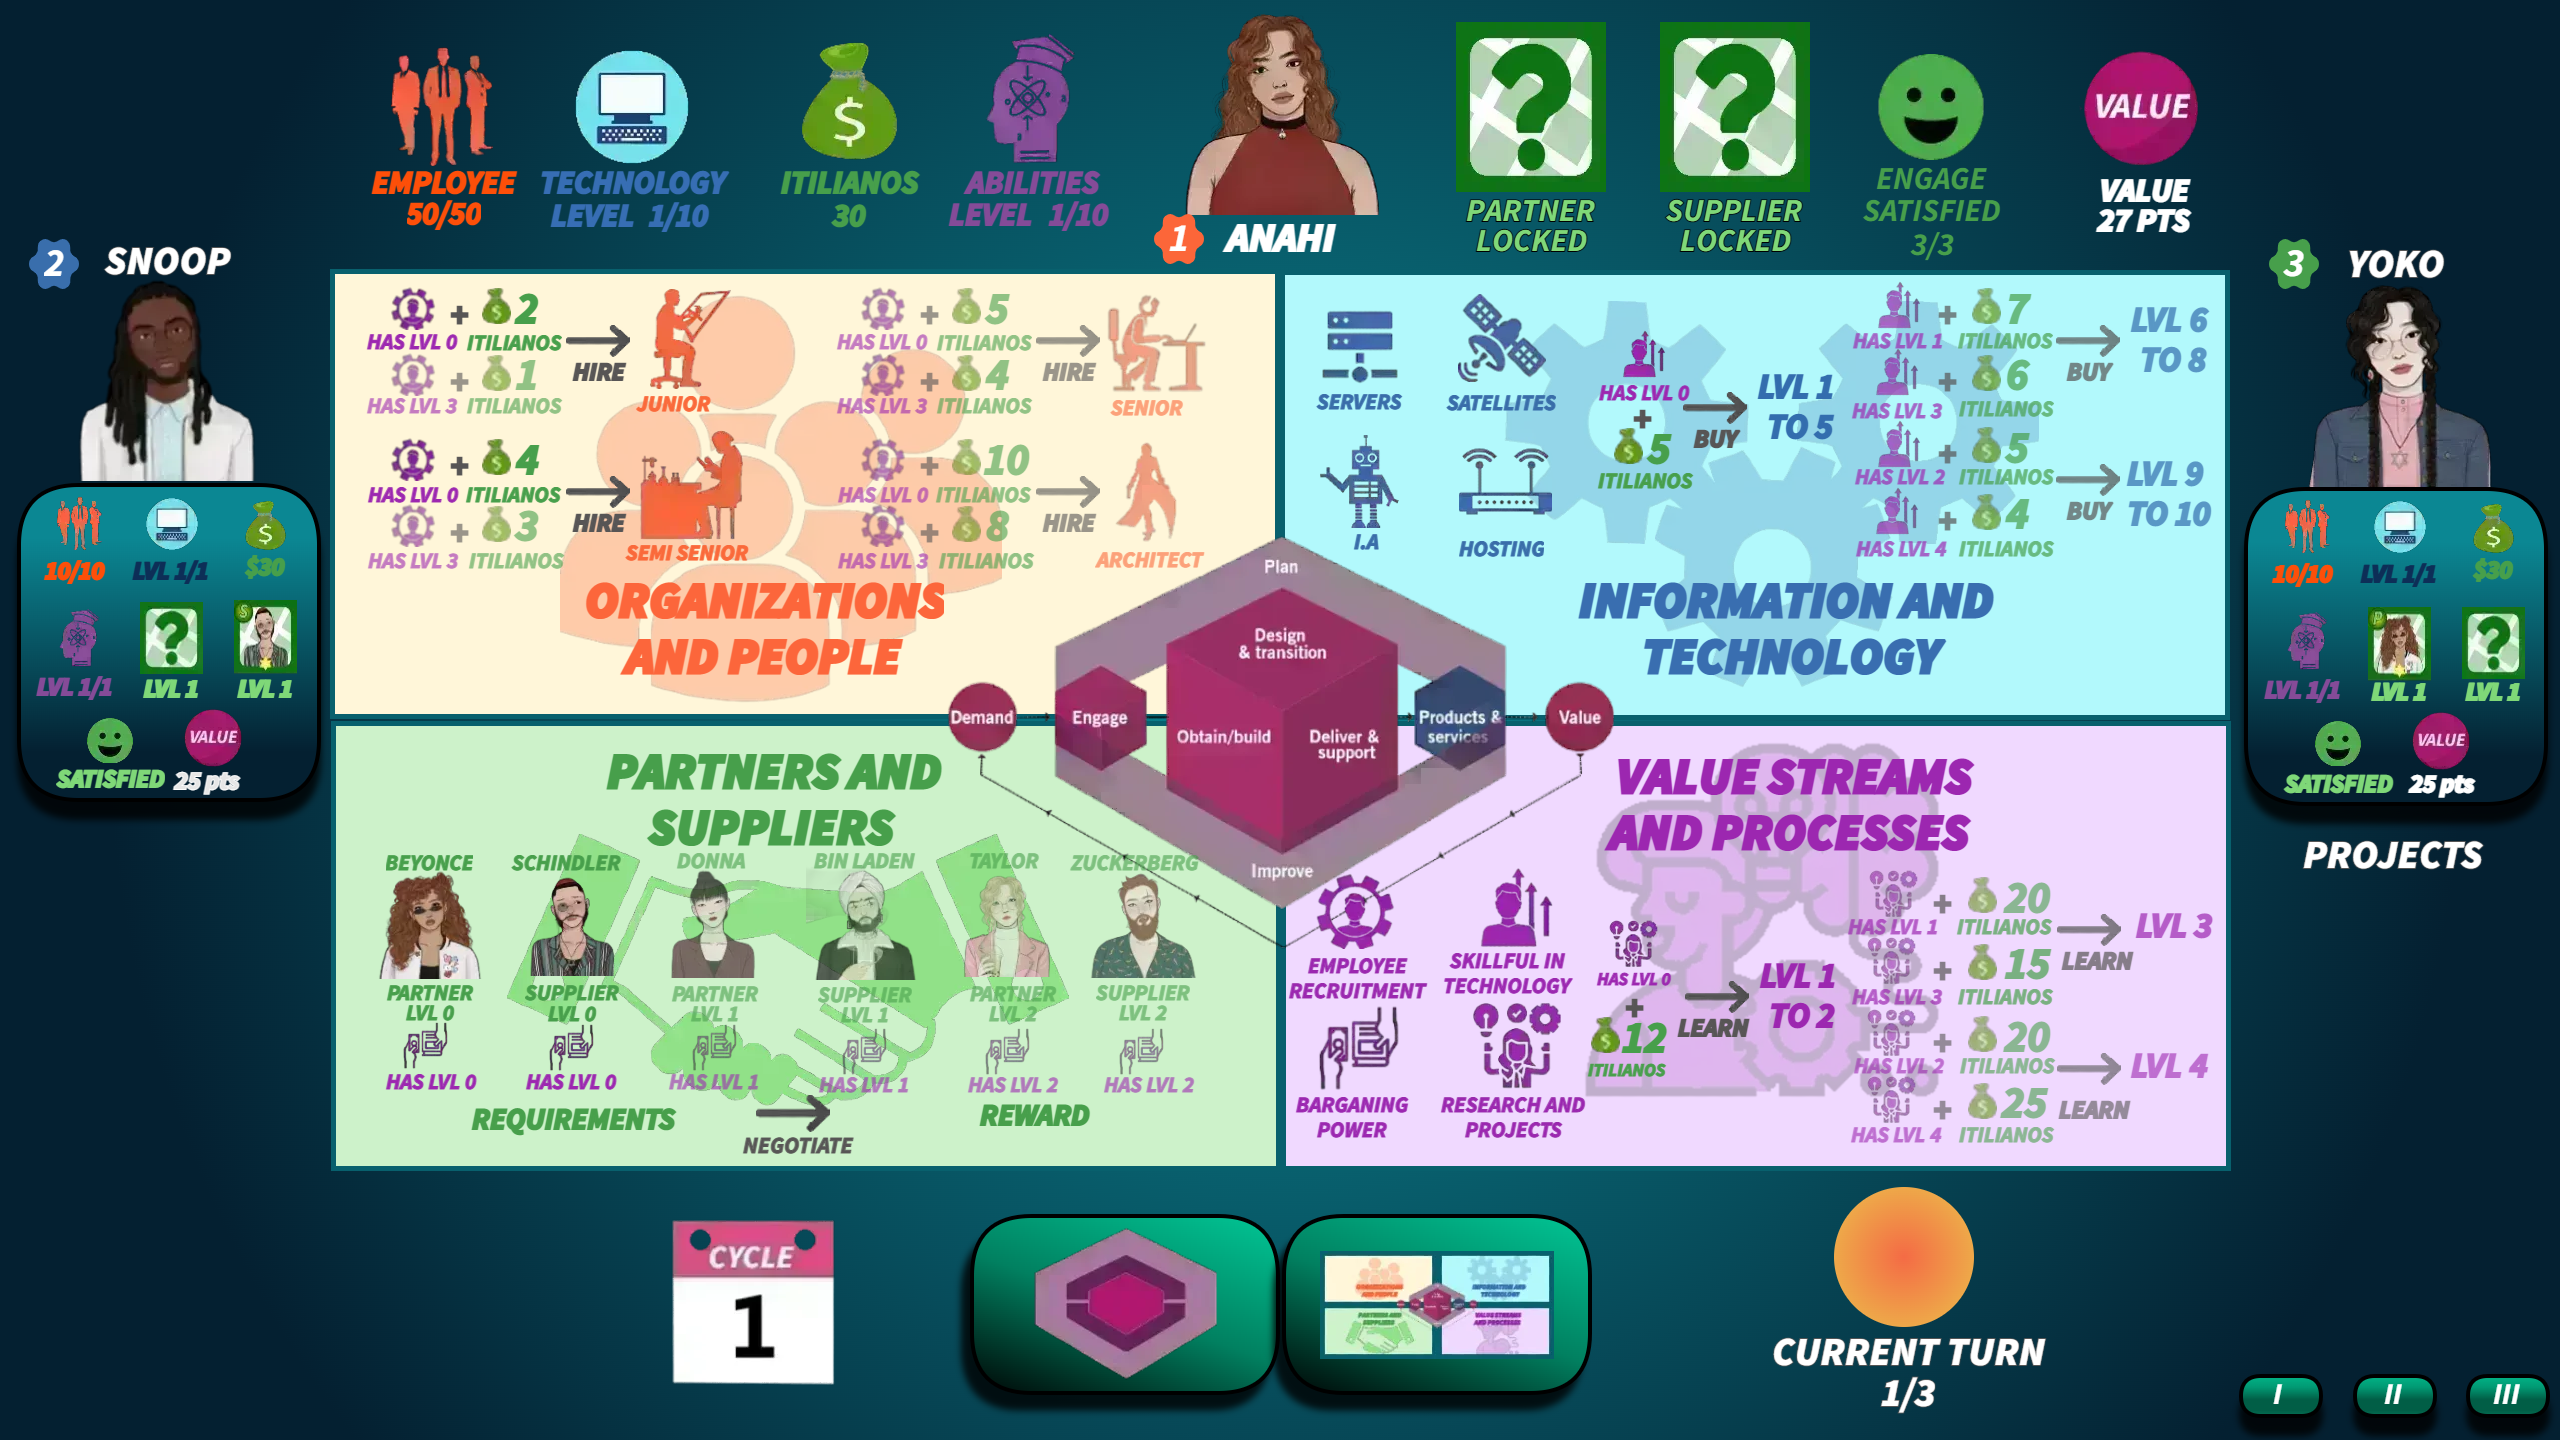 EMPLOYEE
50/50
TECHNOLOGY
LEVEL 1/10
$
ITILIANOS
30
ABILITIES
LEVEL 1/10
1 ANAHI
?
PARTNER
LOCKED
?
SUPPLIER
LOCKED
ENGAGE
SATISFIED
3/3
VALUE
VALUE
27 PTS
2 SNOOP
10/10
LVL 1/1
$30
LVL 1/1
LVL 1
LVL 1
SATISFIED
VALUE
25 pts
3 YOKO
10/10
LVL 1/1
$30
LVL 1/1
LVL 1
LVL 1
SATISFIED
VALUE
25 pts
PROJECTS
HAS LVL 0 + 2 ITILIANOS
HAS LVL 3 + 1 ITILIANOS
HIRE
JUNIOR
HAS LVL 0 + 5 ITILIANOS
HAS LVL 3 + 4 ITILIANOS
HIRE
SENIOR
HAS LVL 0 + 4 ITILIANOS
HAS LVL 3 + 3 ITILIANOS
HIRE
SEMI SENIOR
HAS LVL 0 + 10 ITILIANOS
HAS LVL 3 + 8 ITILIANOS
HIRE
ARCHITECT
ORGANIZATIONS
AND PEOPLE
SERVERS
SATELLITES
I.A
HOSTING
HAS LVL 0
+
5
ITILIANOS
BUY
LVL 1
TO 5
HAS LVL 1 + 7 ITILIANOS
HAS LVL 3 + 6 ITILIANOS
BUY
LVL 6
TO 8
HAS LVL 2 + 5 ITILIANOS
HAS LVL 4 + 4 ITILIANOS
BUY
LVL 9
TO 10
INFORMATION AND
TECHNOLOGY
Plan
Design
& transition
Demand
Engage
Obtain/build
Deliver &
support
Products &
services
Value
Improve
PARTNERS AND
SUPPLIERS
BEYONCE
SCHINDLER
DONNA
BIN LADEN
TAYLOR
ZUCKERBERG
PARTNER
LVL 0
SUPPLIER
LVL 0
PARTNER
LVL 1
SUPPLIER
LVL 1
PARTNER
LVL 2
SUPPLIER
LVL 2
HAS LVL 0
HAS LVL 0
HAS LVL 1
HAS LVL 1
HAS LVL 2
HAS LVL 2
REQUIREMENTS
NEGOTIATE
REWARD
VALUE STREAMS
AND PROCESSES
EMPLOYEE
RECRUITMENT
SKILLFUL IN
TECHNOLOGY
BARGANING
POWER
RESEARCH AND
PROJECTS
HAS LVL 0
+
12
ITILIANOS
LEARN
LVL 1
TO 2
HAS LVL 1 + 20 ITILIANOS
HAS LVL 3 + 15 ITILIANOS
LEARN
LVL 3
HAS LVL 2 + 20 ITILIANOS
HAS LVL 4 + 25 ITILIANOS
LEARN
LVL 4
CYCLE
1
CURRENT TURN
1/3
I
II
III